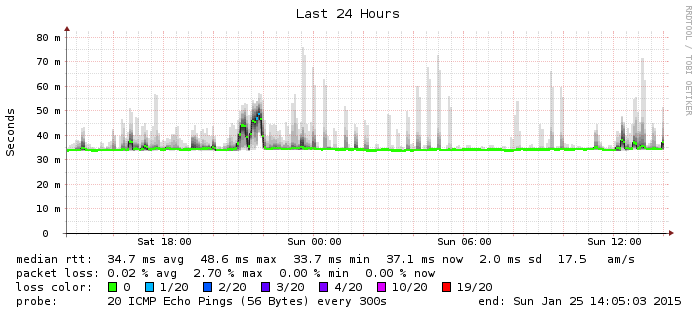 Last 24 Hours
RRDTOOL / TOBI OETIKER
Seconds
80 m
70 m
60 m
50 m
40 m
30 m
20 m
10 m
0
Sat 18:00 Sun 00:00 Sun 06:00 Sun 12:00
median rtt: 34.7 ms avg 48.6 ms max 33.7 ms min 37.1 ms now 2.0 ms sd 17.5 am/s
packet loss: 0.02 % avg 2.70 % max 0.00 % min 0.00 % now
loss color: 0 1/20 2/20 3/20 4/20 10/20 19/20
probe: 20 ICMP Echo Pings (56 Bytes) every 300s end: Sun Jan 25 14:05:03 2015